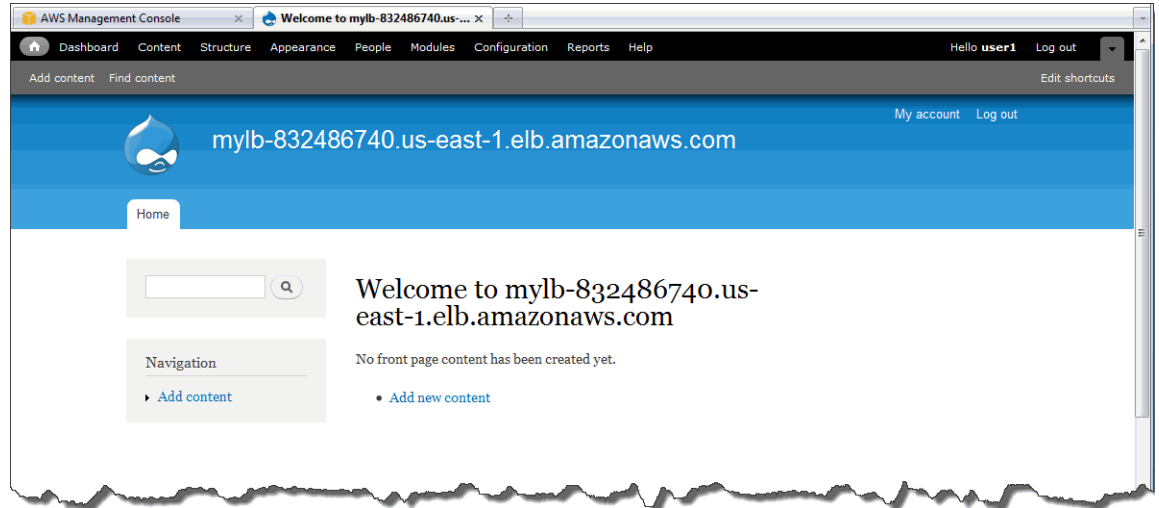 AWS Management Console
Welcome to mylb-832486740.us-...
Dashboard Content Structure Appearance People Modules Configuration Reports Help Hello user1 Log out
Add content Find content Edit shortcuts
My account Log out
mylb-832486740.us-east-1.elb.amazonaws.com
Home
Welcome to mylb-832486740.us-
east-1.elb.amazonaws.com
Navigation
No front page content has been created yet.
Add content
Add new content